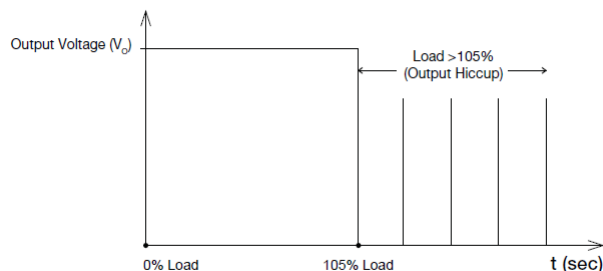 Output Voltage (Vo)
Load >105%
(Output Hiccup)
0% Load
105% Load
t (sec)